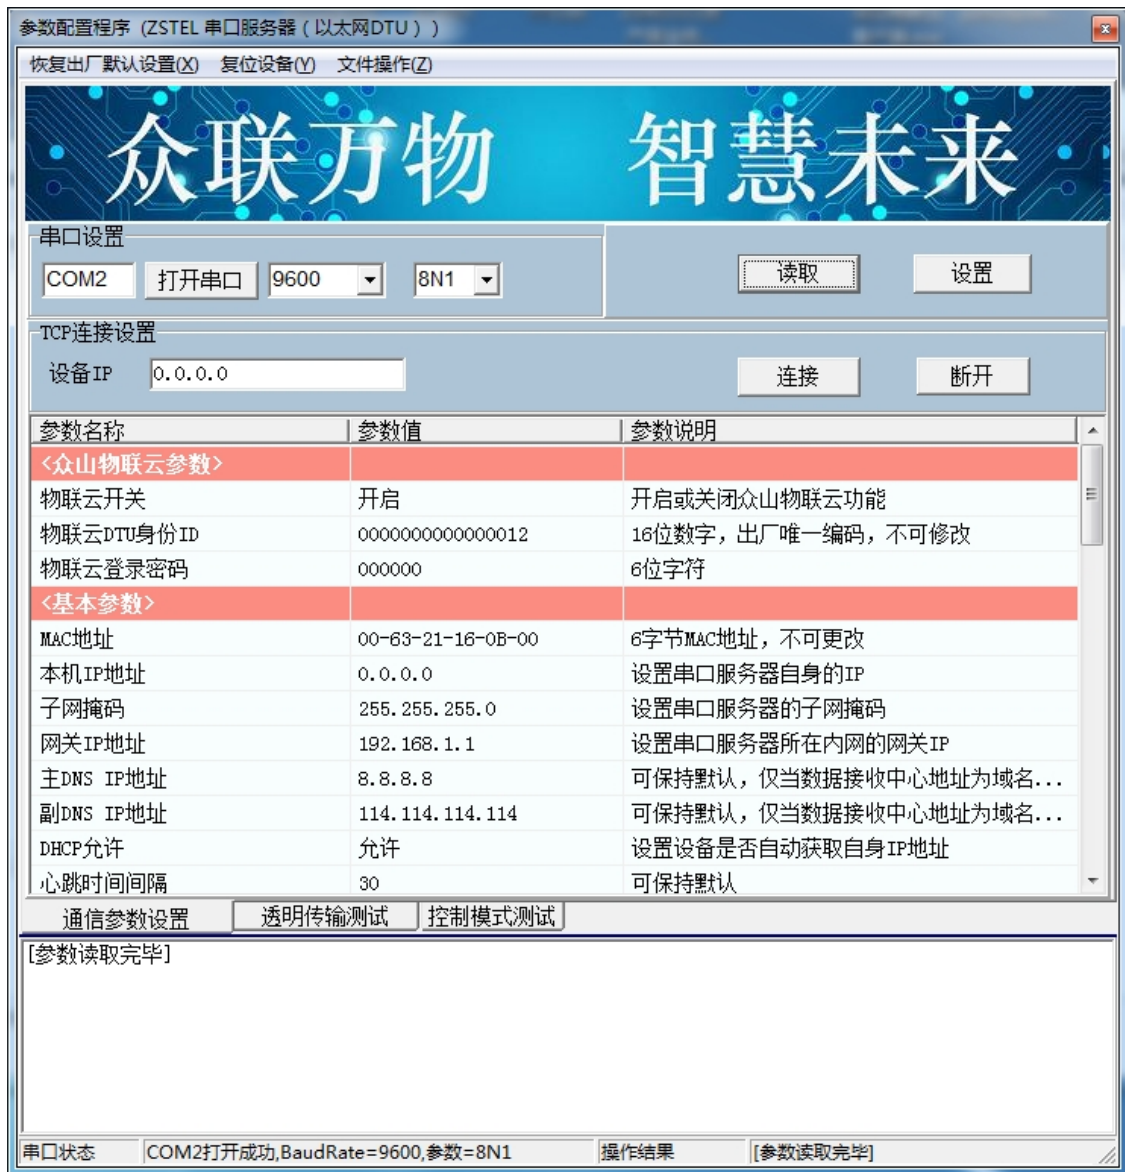 参数配置程序 (ZSTEL 串口服务器（以太网DTU）)
恢复出厂默认设置(X) 复位设备(Y) 文件操作(Z)
众联万物 智慧未来
串口设置
COM2 打开串口 9600 8N1 读取 设置
TCP连接设置
设备IP 0.0.0.0 连接 断开
参数名称 参数值 参数说明
<众山物联云参数>
物联云开关 开启 开启或关闭众山物联云功能
物联云DTU身份ID 0000000000000012 16位数字，出厂唯一编码，不可修改
物联云登录密码 000000 6位字符
<基本参数>
MAC地址 00-63-21-16-0B-00 6字节MAC地址，不可更改
本机IP地址 0.0.0.0 设置串口服务器自身的IP
子网掩码 255.255.255.0 设置串口服务器的子网掩码
网关IP地址 192.168.1.1 设置串口服务器所在内网的网关IP
主DNS IP地址 8.8.8.8 可保持默认，仅当数据接收中心地址为域名...
副DNS IP地址 114.114.114.114 可保持默认，仅当数据接收中心地址为域名...
DHCP允许 允许 设置设备是否自动获取自身IP地址
心跳时间间隔 30 可保持默认
通信参数设置 透明传输测试 控制模式测试
[参数读取完毕]
串口状态 COM2打开成功,BaudRate=9600,参数=8N1 操作结果 [参数读取完毕]